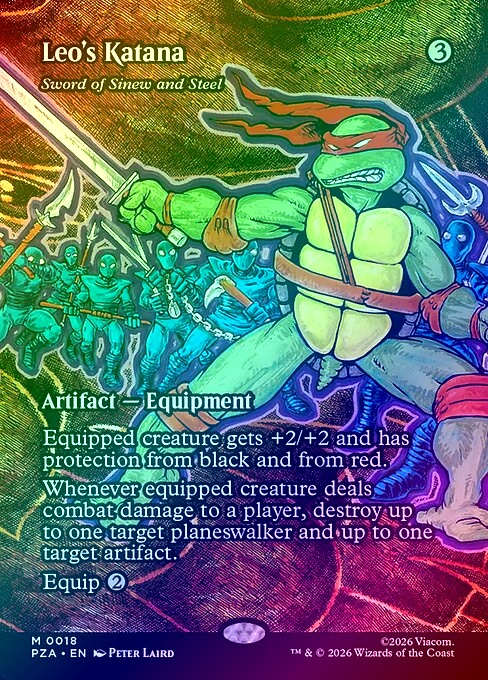 Leo's Katana 3
Sword of Sinew and Steel
Artifact — Equipment
Equipped creature gets +2/+2 and has
protection from black and from red.
Whenever equipped creature deals
combat damage to a player, destroy up
to one target planeswalker and up to one
target artifact.
Equip 2
M 0018
PZA • EN Peter Laird
©2026 Viacom.
™ & © 2026 Wizards of the Coast